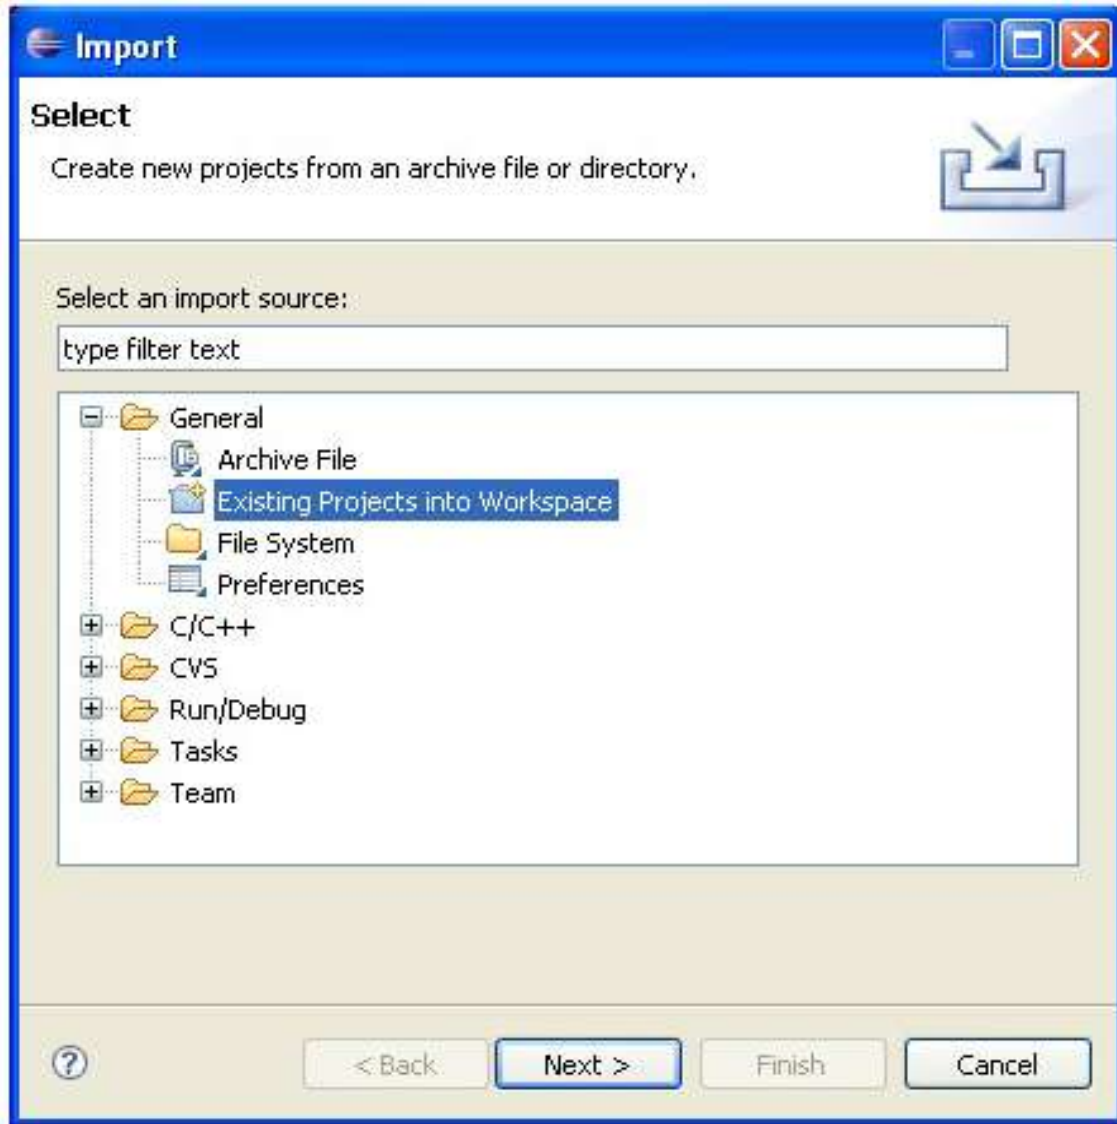 Import
Select
Create new projects from an archive file or directory.
Select an import source:
type filter text
General
Archive File
Existing Projects into Workspace
File System
Preferences
C/C++
CVS
Run/Debug
Tasks
Team
< Back Next > Finish Cancel